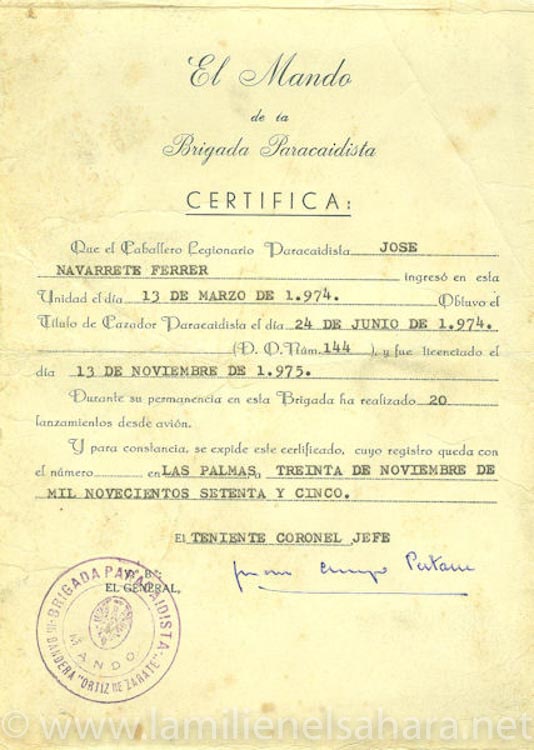 El Mando
de la
Brigada Paracaidista
CERTIFICA:
Que el Caballero Legionario Paracaidista JOSE
NAVARRETE FERRER ingresó en esta
Unidad el día 13 DE MARZO DE 1.974. Obtuvo el
Título de Cazador Paracaidista el día 24 DE JUNIO DE 1.974.
(D. O. Núm. 144 ), y fue licenciado el
día 13 DE NOVIEMBRE DE 1.975.
Durante su permanencia en esta Brigada ha realizado 20
lanzamientos desde avión.
Y para constancia, se expide este certificado, cuyo registro queda con
el número en LAS PALMAS a TREINTA DE NOVIEMBRE DE
MIL NOVECIENTOS SETENTA Y CINCO.
El TENIENTE CORONEL JEFE
V.º B.º
EL GENERAL,
BRIGADA PARACAIDISTA
MANDO
III BANDERA "ORTIZ DE ZARATE"
© www.lamilienelsahara.net